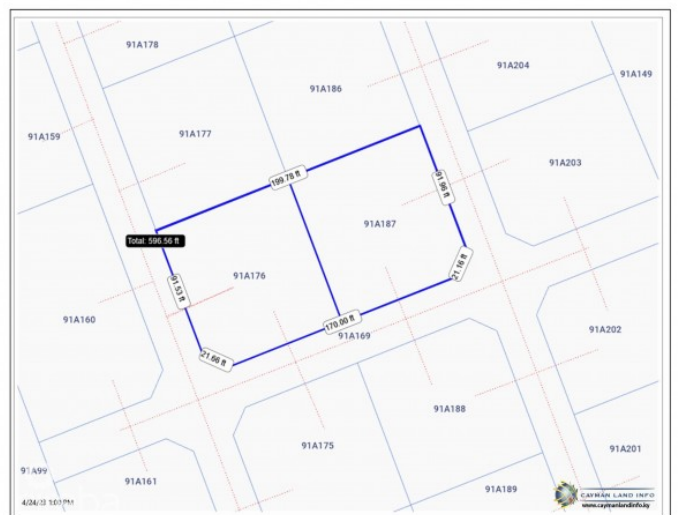 91A178
91A204
91A149
91A186
91A159
91A177
91A203
199.78 ft
91.96 ft
91A187
Total: 596.56 ft
91A176
91.53 ft
21.16 ft
91A160
170.00 ft
91A169
91A202
21.66 ft
91A188
91A175
91A201
91A99
91A161
91A189
CAYMAN LAND INFO
www.caymanlandinfo.ky